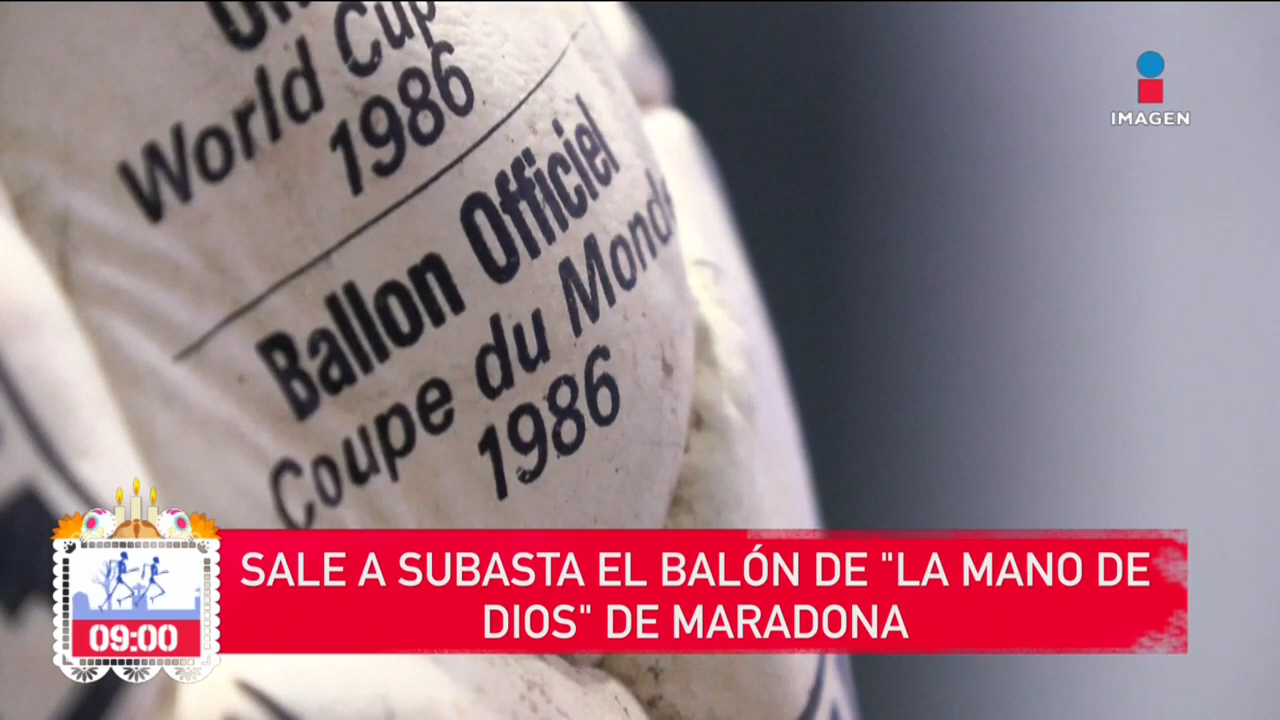 World Cup
1986
Ballon Officiel
Coupe du Monde
1986
IMAGEN
SALE A SUBASTA EL BALÓN DE "LA MANO DE
DIOS" DE MARADONA
09:00